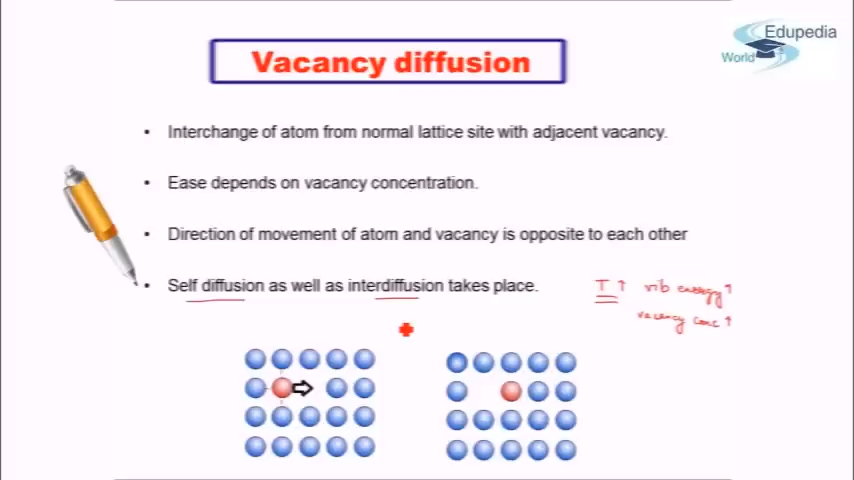 Edupedia
World
Vacancy diffusion
• Interchange of atom from normal lattice site with adjacent vacancy.
• Ease depends on vacancy concentration.
• Direction of movement of atom and vacancy is opposite to each other
• Self diffusion as well as interdiffusion takes place.
T ↑ vib energy ↑
vacancy conc ↑